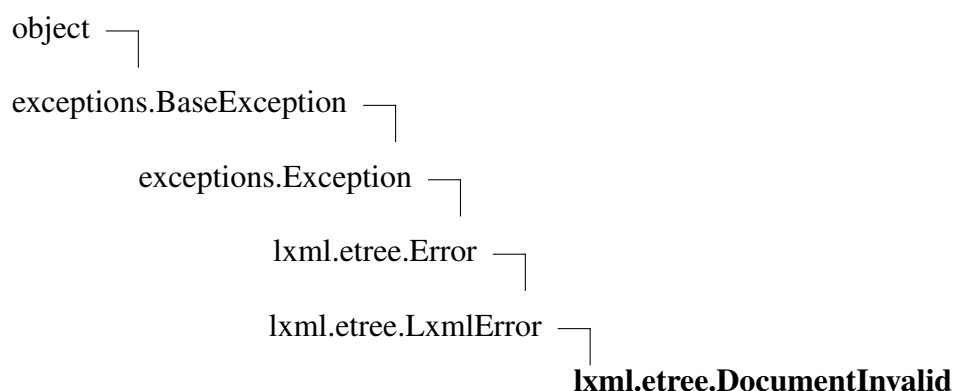 object
exceptions.BaseException
exceptions.Exception
lxml.etree.Error
lxml.etree.LxmlError
lxml.etree.DocumentInvalid